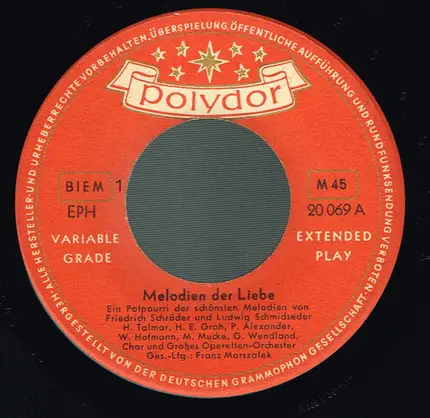 ALLE HERSTELLER- UND URHEBERRECHTE VORBEHALTEN. ÜBERSPIELUNG, ÖFFENTLICHE AUFFÜHRUNG UND RUNDFUNKSENDUNG VERBOTEN.
polydor
BIEM 1
M 45
EPH
20 069 A
VARIABLE
GRADE
EXTENDED
PLAY
Melodien der Liebe
Ein Potpourri der schönsten Melodien von
Friedrich Schröder und Ludwig Schmidseder
H. Talmar, H. E. Groh, P. Alexander,
W. Hofmann, M. Mucke, G. Wendland,
Chor und Großes Operetten-Orchester
Ges.-Ltg.: Franz Marszalek
HERGESTELLT VON DER DEUTSCHEN GRAMMOPHON GESELLSCHAFT